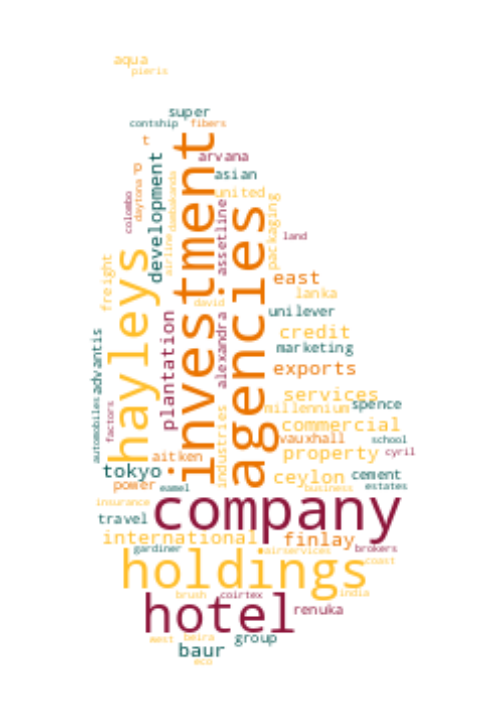 aqua
pieris
super
contship
fibers
t
arvana
asian
united
development
investment
agencies
hayleys
colombo
daytona
p
dambakanda
airline
assetline
packaging
land
east
lanka
freight
david
unilever
credit
marketing
exports
plantation
alexandra
advantis
automobiles
factors
services
millennium
spence
commercial
vauxhall
school
cyril
property
industries
aitken
tokyo
power
eamel
ceylon
cement
estates
business
insurance
company
travel
international
finlay
gardiner
airservices
brokers
coast
holdings
brush
coirtex
india
hotel
renuka
west
beira
group
baur
eco